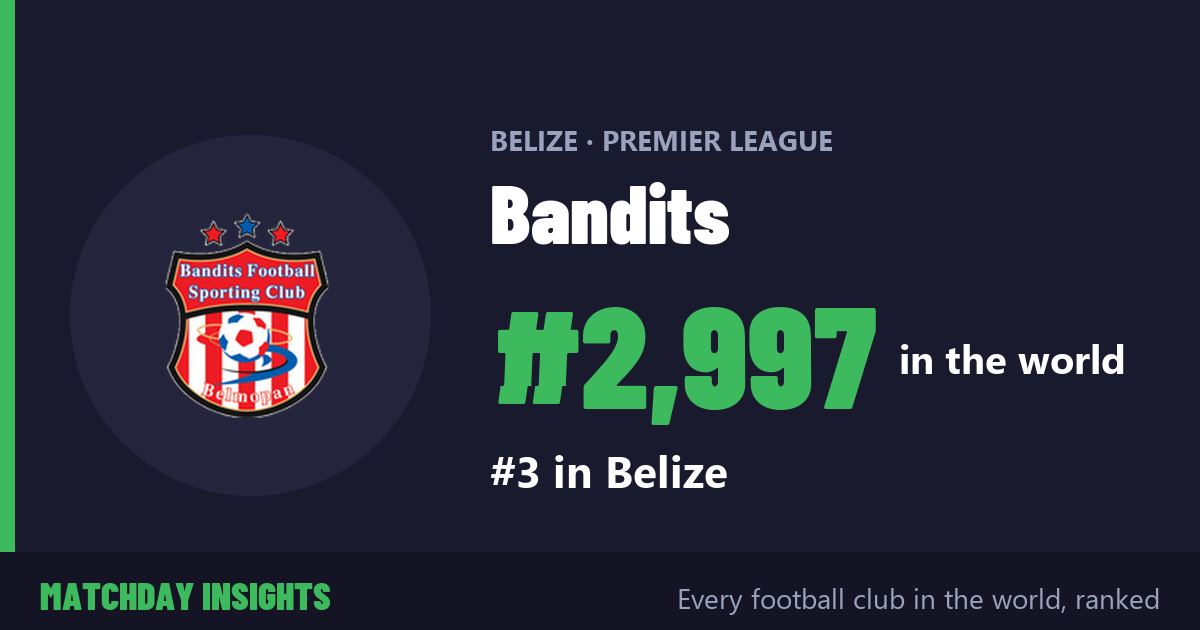 BELIZE · PREMIER LEAGUE
Bandits
Bandits Football
Sporting Club
Belmopan
#2,997 in the world
#3 in Belize
MATCHDAY INSIGHTS
Every football club in the world, ranked